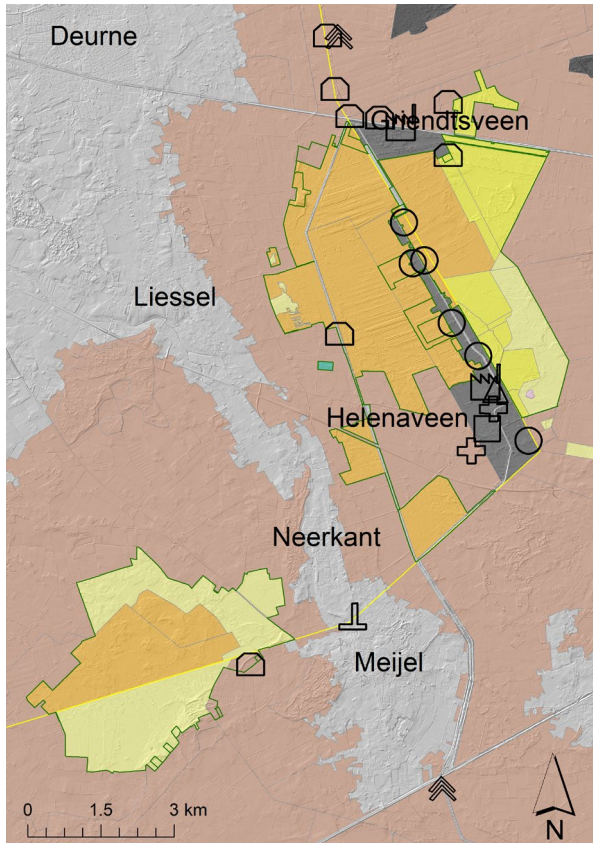 Deurne
Griendtsveen
Liessel
Helenaveen
Neerkant
Meijel
0 1.5 3 km
N